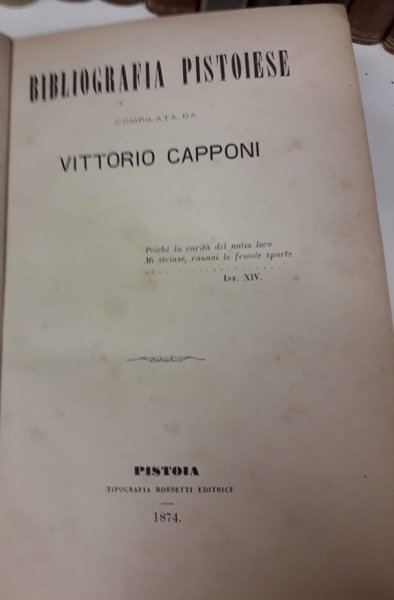 BIBLIOGRAFIA PISTOIESE
COMPILATA DA
VITTORIO CAPPONI
Poichè la carità del natio loco
Mi strinse, raunai le fronde sparte
. . . . . . . . . . . . . . . . . . . .
INF. XIV.
PISTOIA
TIPOGRAFIA ROSSETTI EDITRICE
1874.